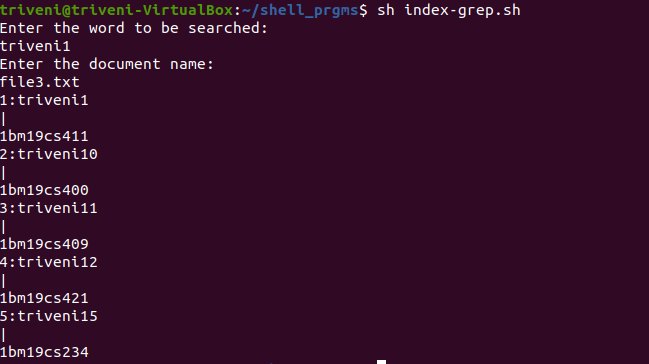 triveni@triveni-VirtualBox:~/shell_prgms$ sh index-grep.sh
Enter the word to be searched:
triveni1
Enter the document name:
file3.txt
1:triveni1
|
1bm19cs411
2:triveni10
|
1bm19cs400
3:triveni11
|
1bm19cs409
4:triveni12
|
1bm19cs421
5:triveni15
|
1bm19cs234